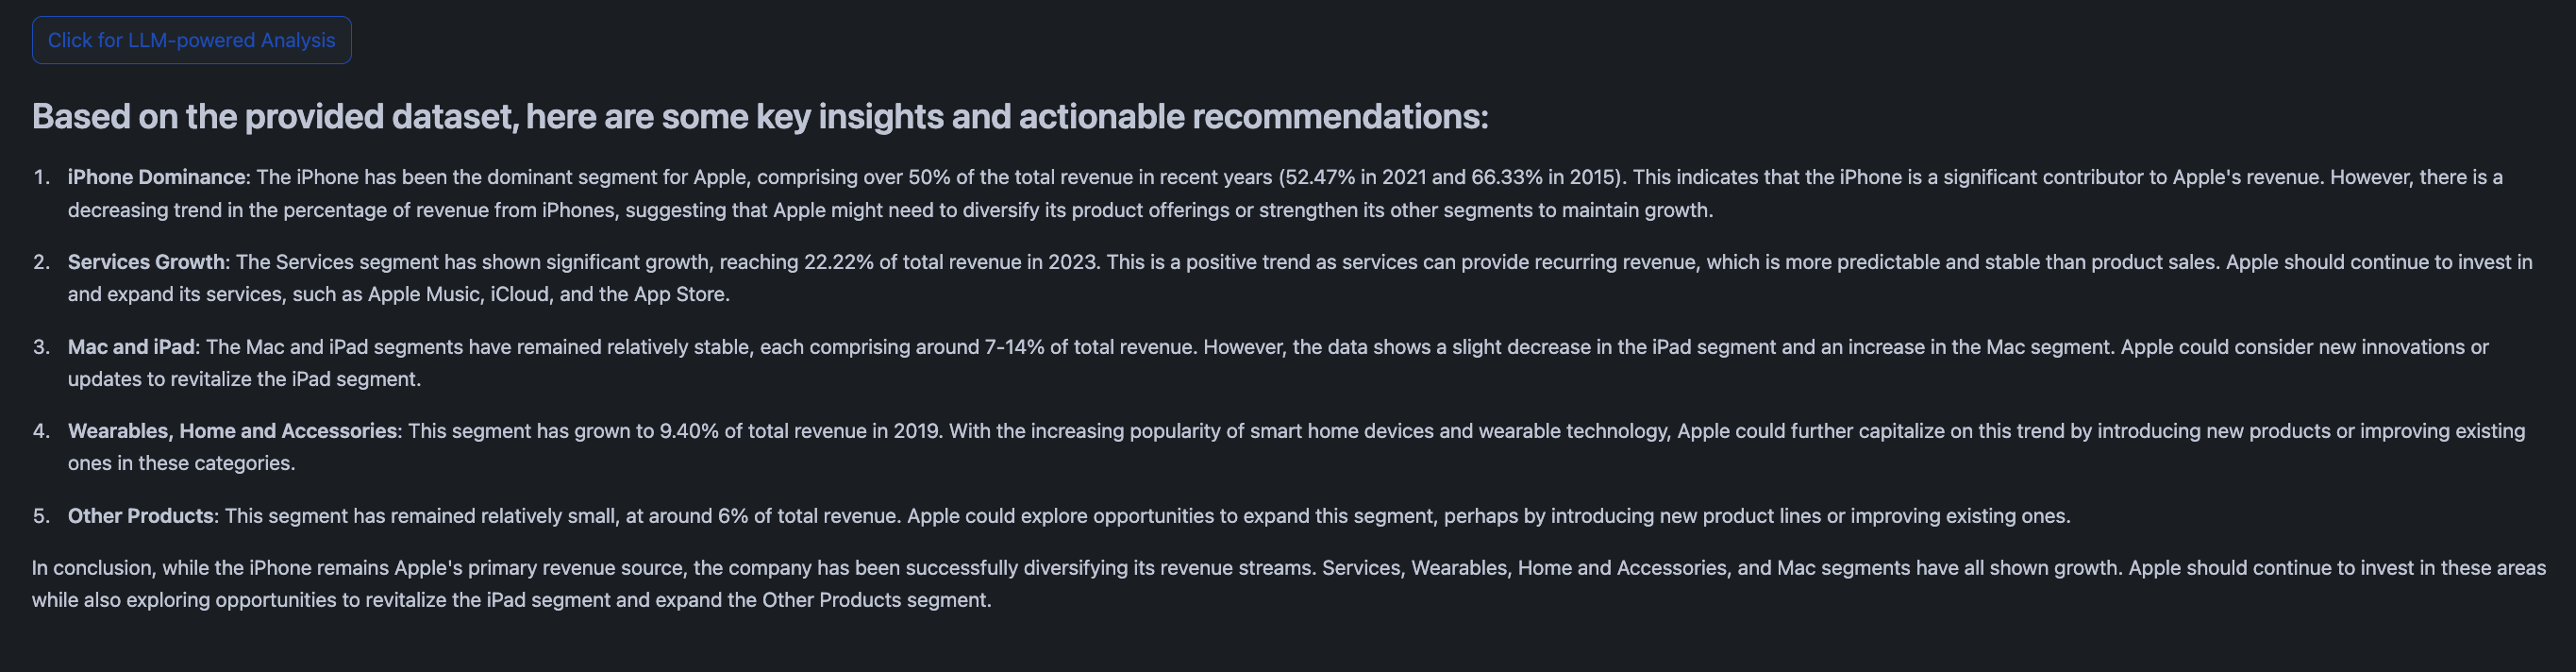 Click for LLM-powered Analysis
Based on the provided dataset, here are some key insights and actionable recommendations:
1. iPhone Dominance: The iPhone has been the dominant segment for Apple, comprising over 50% of the total revenue in recent years (52.47% in 2021 and 66.33% in 2015). This indicates that the iPhone is a significant contributor to Apple's revenue. However, there is a
decreasing trend in the percentage of revenue from iPhones, suggesting that Apple might need to diversify its product offerings or strengthen its other segments to maintain growth.
2. Services Growth: The Services segment has shown significant growth, reaching 22.22% of total revenue in 2023. This is a positive trend as services can provide recurring revenue, which is more predictable and stable than product sales. Apple should continue to invest in
and expand its services, such as Apple Music, iCloud, and the App Store.
3. Mac and iPad: The Mac and iPad segments have remained relatively stable, each comprising around 7-14% of total revenue. However, the data shows a slight decrease in the iPad segment and an increase in the Mac segment. Apple could consider new innovations or
updates to revitalize the iPad segment.
4. Wearables, Home and Accessories: This segment has grown to 9.40% of total revenue in 2019. With the increasing popularity of smart home devices and wearable technology, Apple could further capitalize on this trend by introducing new products or improving existing
ones in these categories.
5. Other Products: This segment has remained relatively small, at around 6% of total revenue. Apple could explore opportunities to expand this segment, perhaps by introducing new product lines or improving existing ones.
In conclusion, while the iPhone remains Apple's primary revenue source, the company has been successfully diversifying its revenue streams. Services, Wearables, Home and Accessories, and Mac segments have all shown growth. Apple should continue to invest in these areas
while also exploring opportunities to revitalize the iPad segment and expand the Other Products segment.